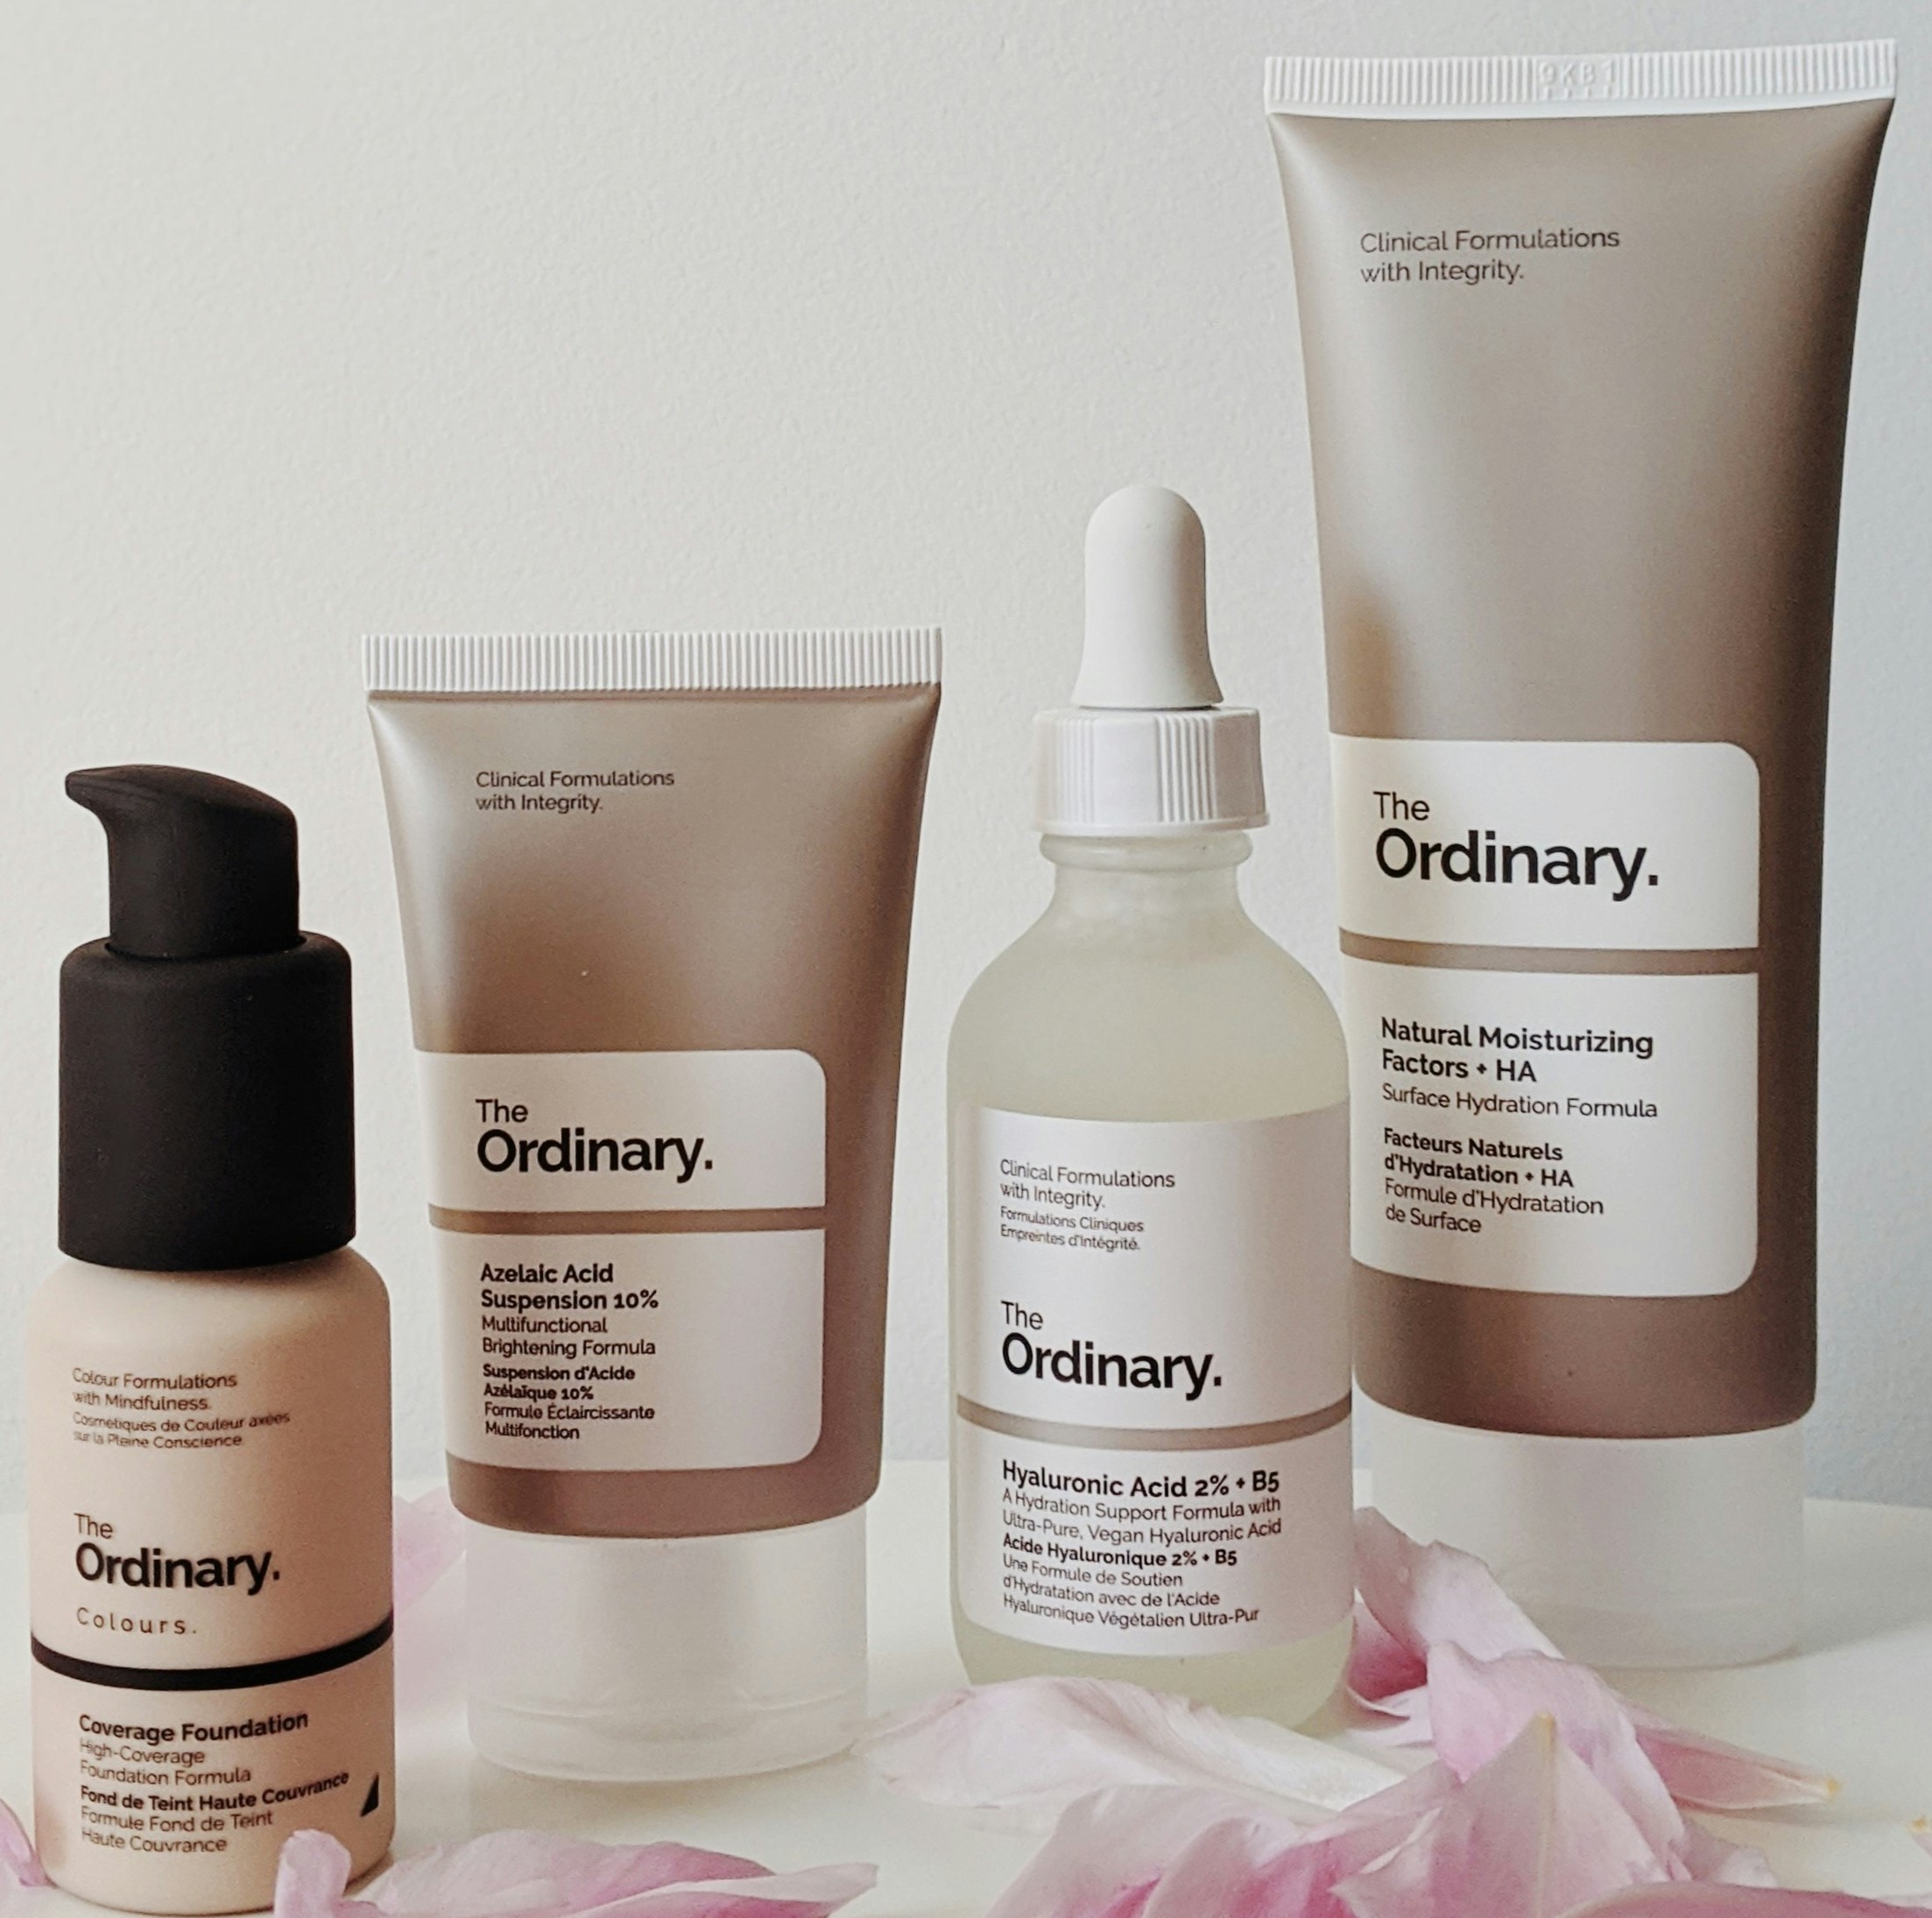 Colour Formulations
with Mindfulness.
Cosmétiques de Couleur axées
sur la Pleine Conscience.
The
Ordinary.
Colours.
Coverage Foundation
High-Coverage
Foundation Formula
Fond de Teint Haute Couvrance
Formule Fond de Teint
Haute Couvrance
Clinical Formulations
with Integrity.
The
Ordinary.
Azelaic Acid
Suspension 10%
Multifunctional
Brightening Formula
Suspension d'Acide
Azélaïque 10%
Formule Éclaircissante
Multifonction
Clinical Formulations
with Integrity.
Formulations Cliniques
Empreintes d'Intégrité.
The
Ordinary.
Hyaluronic Acid 2% + B5
A Hydration Support Formula with
Ultra-Pure, Vegan Hyaluronic Acid
Acide Hyaluronique 2% + B5
Une Formule de Soutien
d'Hydratation avec de l'Acide
Hyaluronique Végétalien Ultra-Pur
9KB1
Clinical Formulations
with Integrity.
The
Ordinary.
Natural Moisturizing
Factors + HA
Surface Hydration Formula
Facteurs Naturels
d'Hydratation + HA
Formule d'Hydratation
de Surface